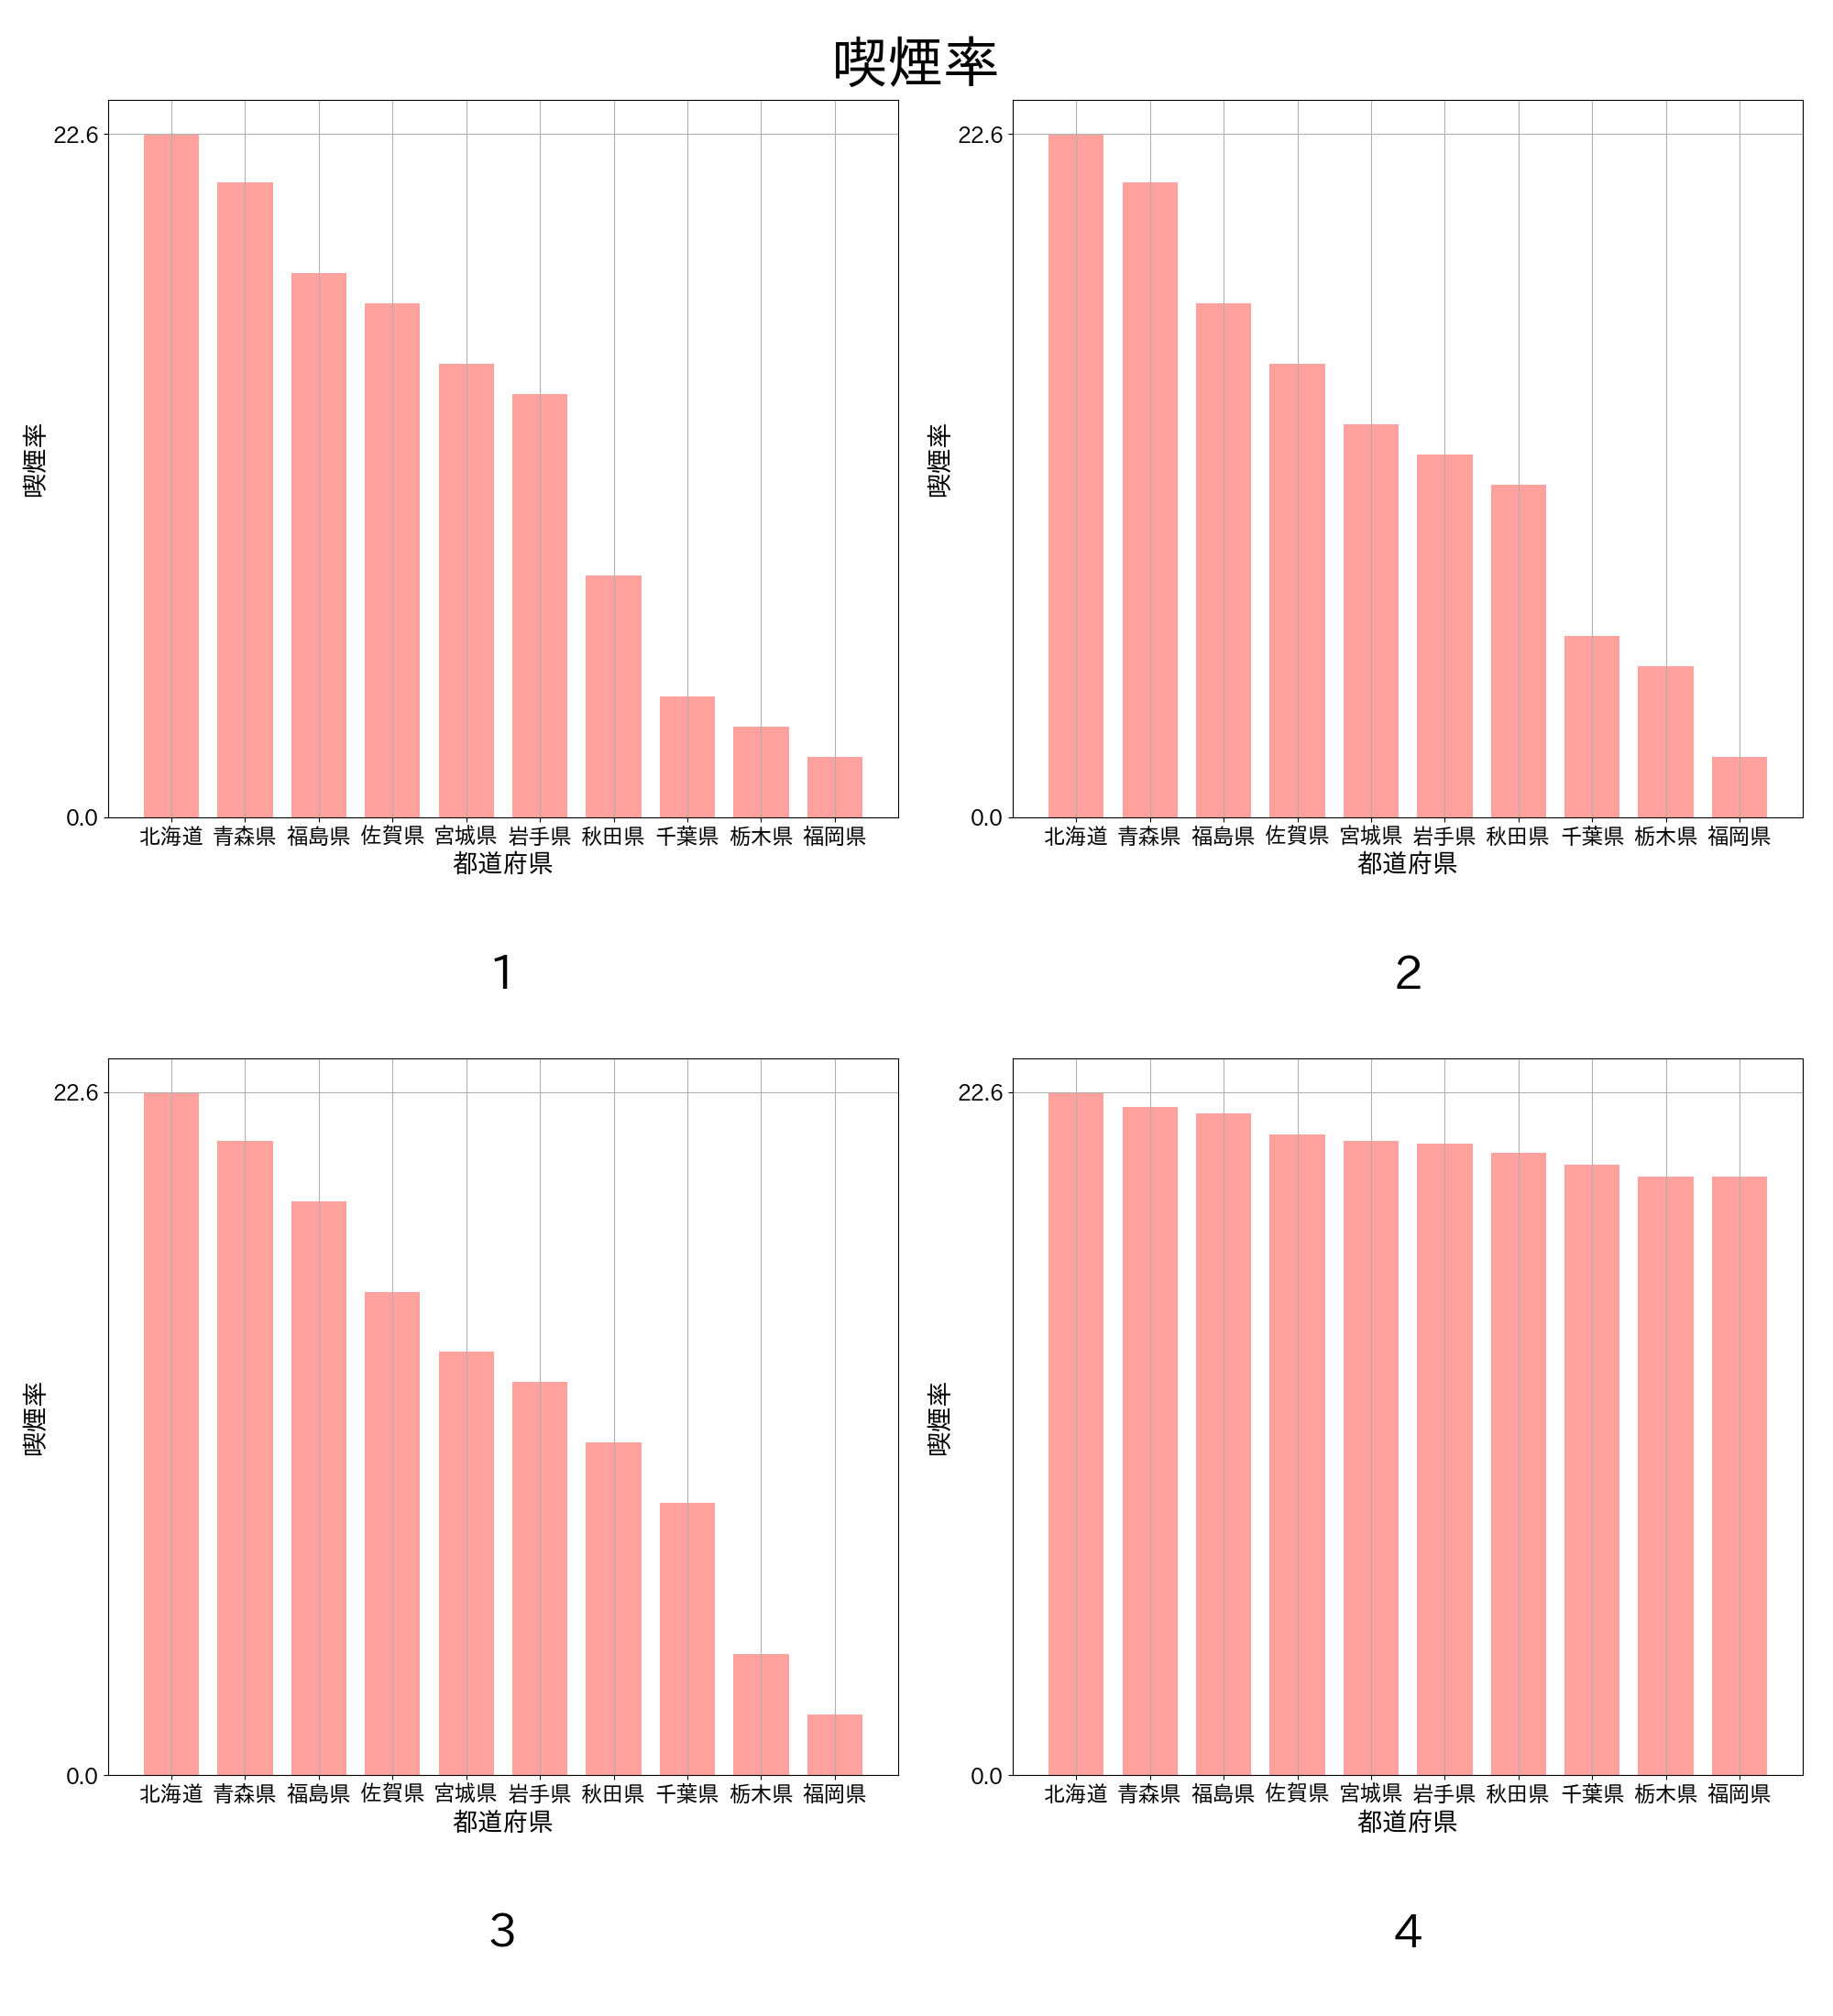 喫煙率
22.6
0.0
喫煙率
北海道 青森県 福島県 佐賀県 宮城県 岩手県 秋田県 千葉県 栃木県 福岡県
都道府県
1
22.6
0.0
喫煙率
北海道 青森県 福島県 佐賀県 宮城県 岩手県 秋田県 千葉県 栃木県 福岡県
都道府県
2
22.6
0.0
喫煙率
北海道 青森県 福島県 佐賀県 宮城県 岩手県 秋田県 千葉県 栃木県 福岡県
都道府県
3
22.6
0.0
喫煙率
北海道 青森県 福島県 佐賀県 宮城県 岩手県 秋田県 千葉県 栃木県 福岡県
都道府県
4